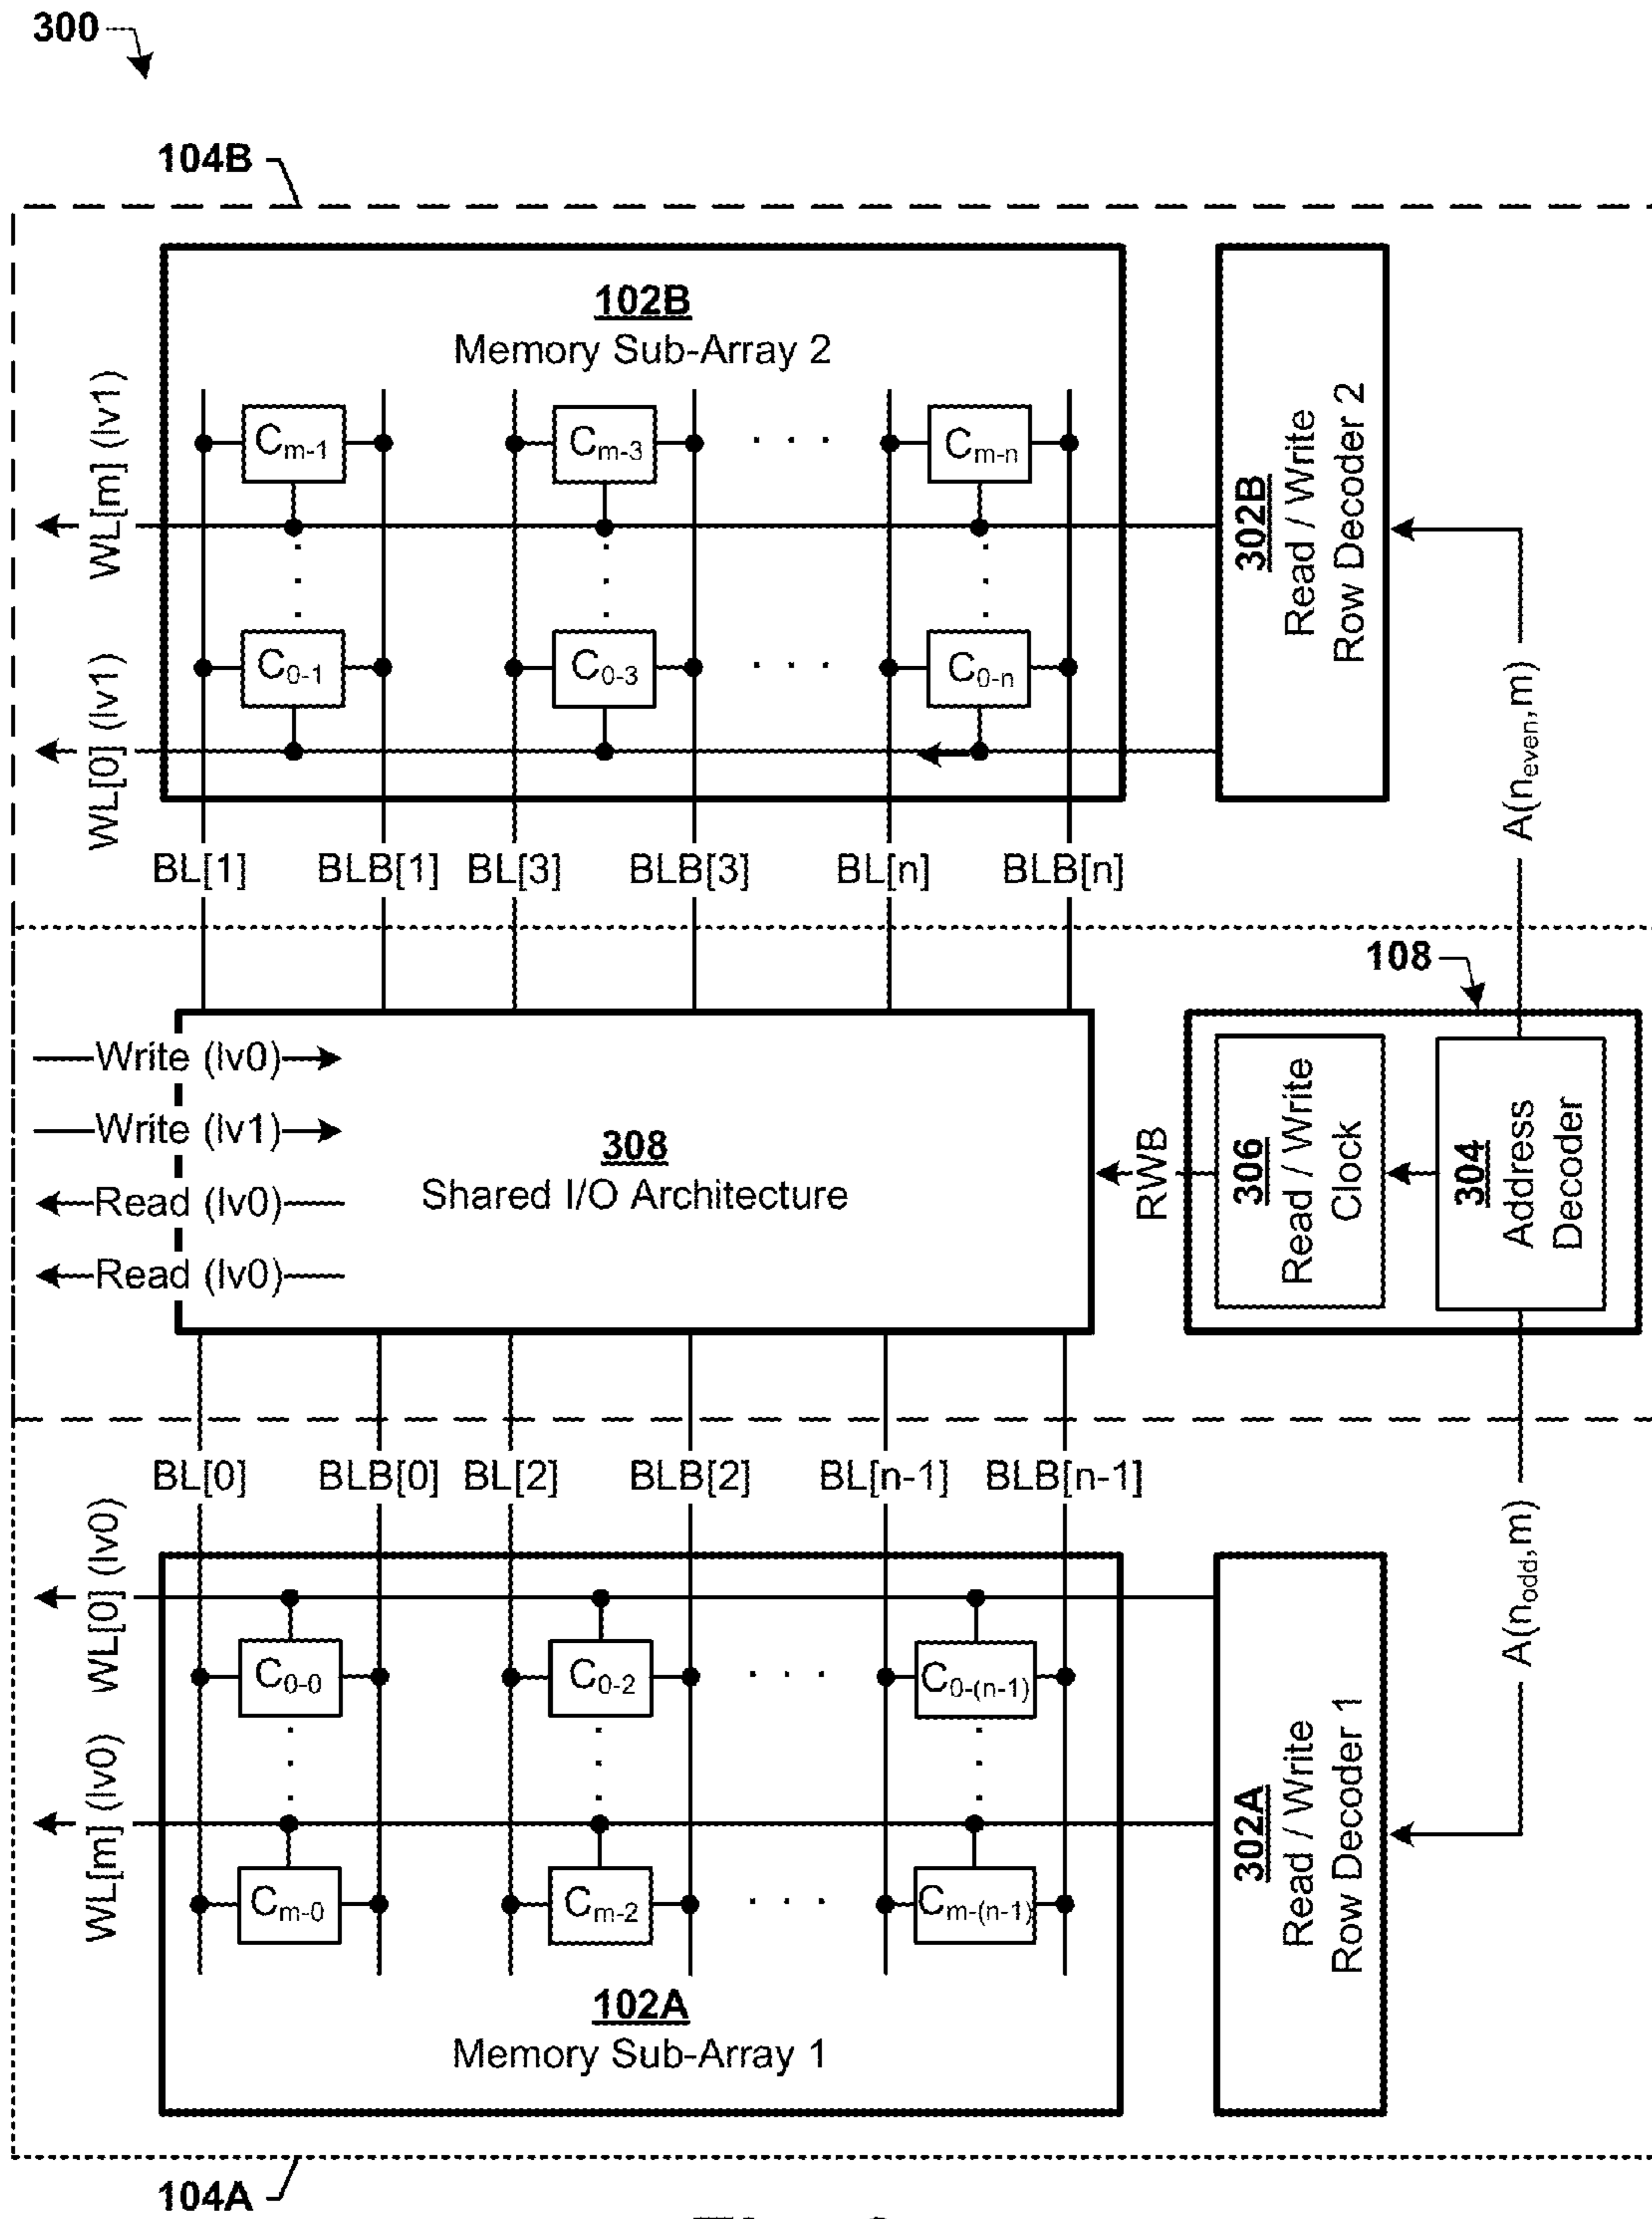 300
104B
102B
Memory Sub-Array 2
WL[m] (lv1)
Cm-1
Cm-3
. . .
Cm-n
302B
Read / Write
Row Decoder 2
WL[0] (lv1)
C0-1
C0-3
. . .
C0-n
A(neven,m)
BL[1]
BLB[1]
BL[3]
BLB[3]
BL[n]
BLB[n]
108
Write (lv0)
Write (lv1)
Read (lv0)
Read (lv0)
308
Shared I/O Architecture
RWB
306
Read / Write
Clock
304
Address
Decoder
BL[0]
BLB[0]
BL[2]
BLB[2]
BL[n-1]
BLB[n-1]
A(nodd,m)
WL[0] (lv0)
C0-0
C0-2
. . .
C0-(n-1)
WL[m] (lv0)
Cm-0
Cm-2
. . .
Cm-(n-1)
302A
Read / Write
Row Decoder 1
102A
Memory Sub-Array 1
104A